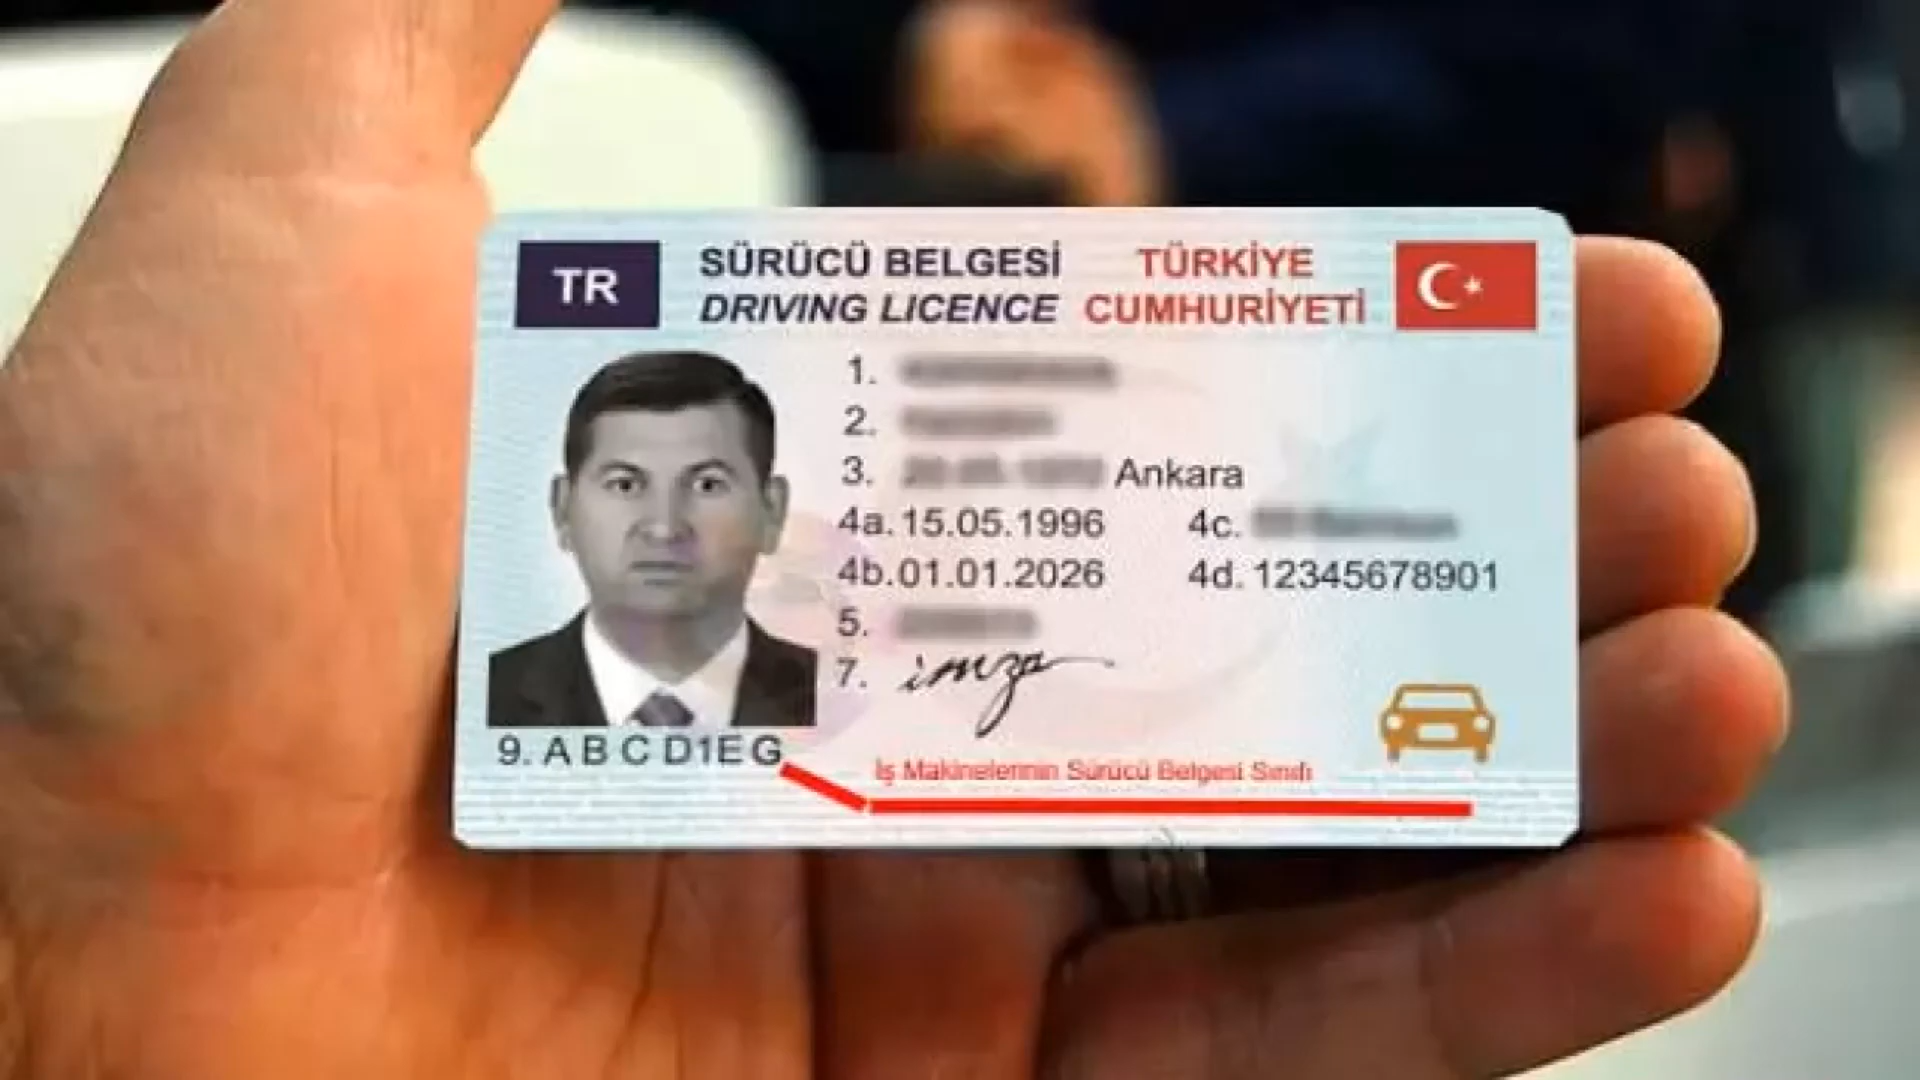 TR
SÜRÜCÜ BELGESİ
DRIVING LICENCE
TÜRKİYE
CUMHURİYETİ
1.
2.
3. Ankara
4a. 15.05.1996
4c.
4b. 01.01.2026
4d. 12345678901
5.
7. imza
9. A B C D1E G
İş Makinelerinin Sürücü Belgesi Sınıfı